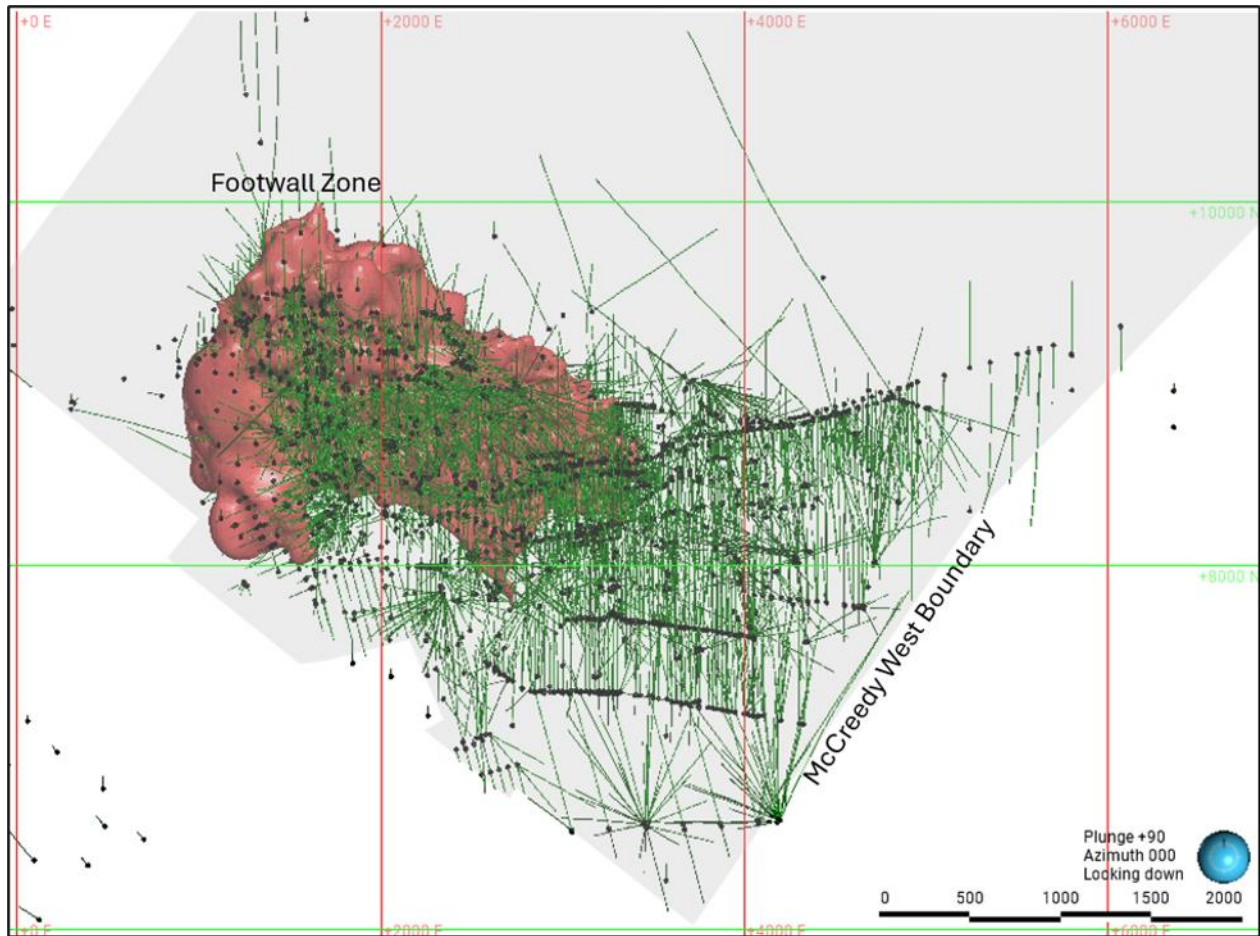 +0 E
+2000 E
+4000 E
+6000 E
Footwall Zone
+10000 N
+8000 N
McCreedy West Boundary
Plunge +90
Azimuth 000
Looking down
0 500 1000 1500 2000
+0 E
+2000 E
+4000 E
+6000 E